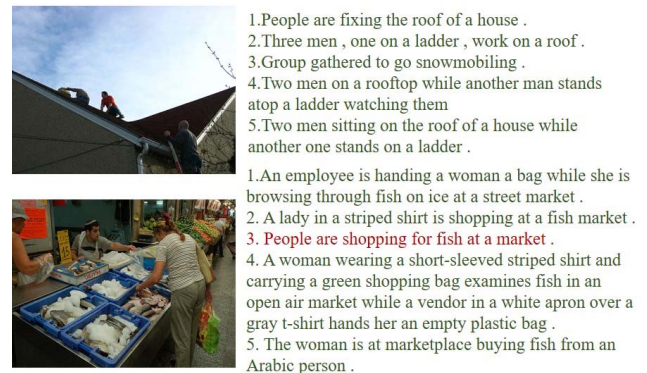 1.People are fixing the roof of a house .
2.Three men , one on a ladder , work on a roof .
3.Group gathered to go snowmobiling .
4.Two men on a rooftop while another man stands
atop a ladder watching them
5.Two men sitting on the roof of a house while
another one stands on a ladder .
1.An employee is handing a woman a bag while she is
browsing through fish on ice at a street market .
2. A lady in a striped shirt is shopping at a fish market .
3. People are shopping for fish at a market .
4. A woman wearing a short-sleeved striped shirt and
carrying a green shopping bag examines fish in an
open air market while a vendor in a white apron over a
gray t-shirt hands her an empty plastic bag .
5. The woman is at marketplace buying fish from an
Arabic person .